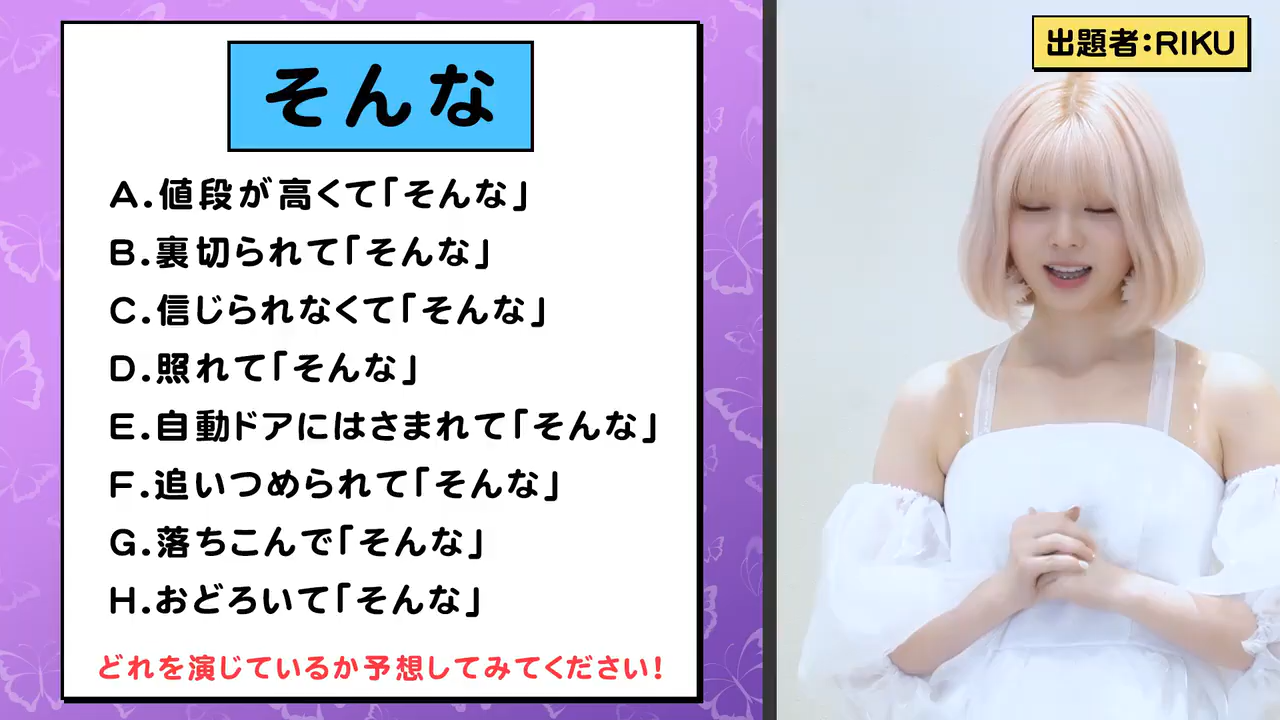 そんな
A.値段が高くて「そんな」
B.裏切られて「そんな」
C.信じられなくて「そんな」
D.照れて「そんな」
E.自動ドアにはさまれて「そんな」
F.追いつめられて「そんな」
G.落ちこんで「そんな」
H.おどろいて「そんな」
どれを演じているか予想してみてください!
出題者:RIKU